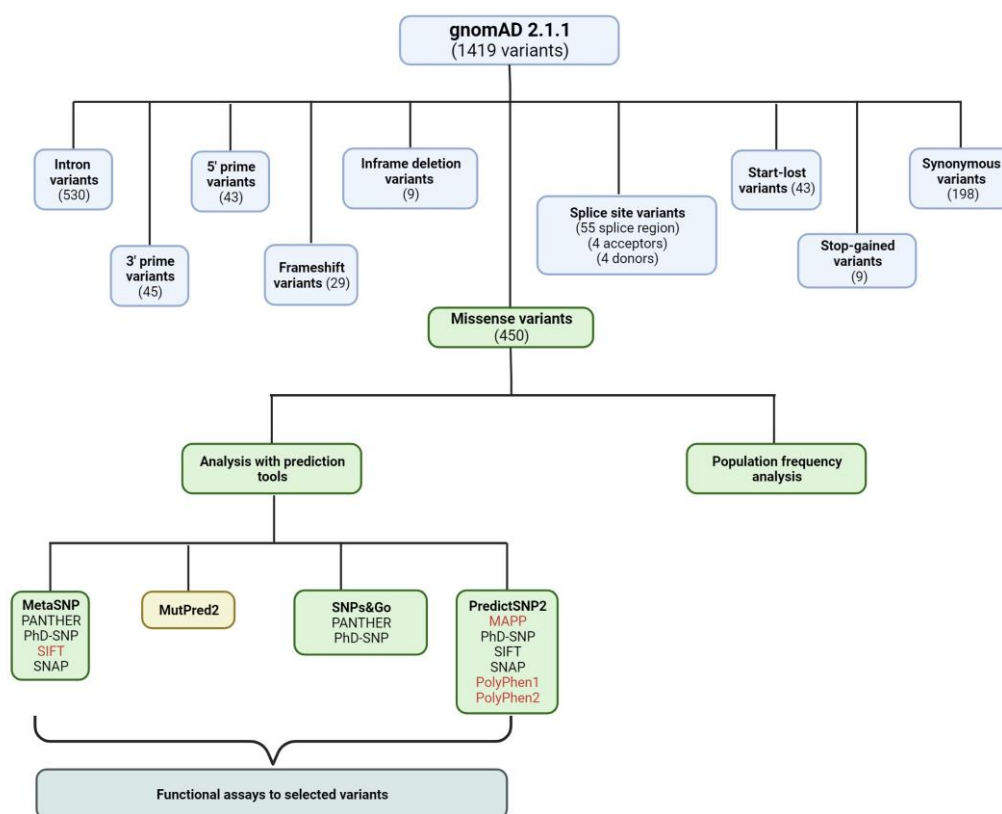 gnomAD 2.1.1
(1419 variants)
Intron
variants
(530)
3' prime
variants
(45)
5' prime
variants
(43)
Frameshift
variants (29)
Inframe deletion
variants
(9)
Splice site variants
(55 splice region)
(4 acceptors)
(4 donors)
Start-lost
variants (43)
Stop-gained
variants
(9)
Synonymous
variants
(198)
Missense variants
(450)
Analysis with prediction
tools
Population frequency
analysis
MetaSNP
PANTHER
PhD-SNP
SIFT
SNAP
MutPred2
SNPs&Go
PANTHER
PhD-SNP
PredictSNP2
MAPP
PhD-SNP
SIFT
SNAP
PolyPhen1
PolyPhen2
Functional assays to selected variants